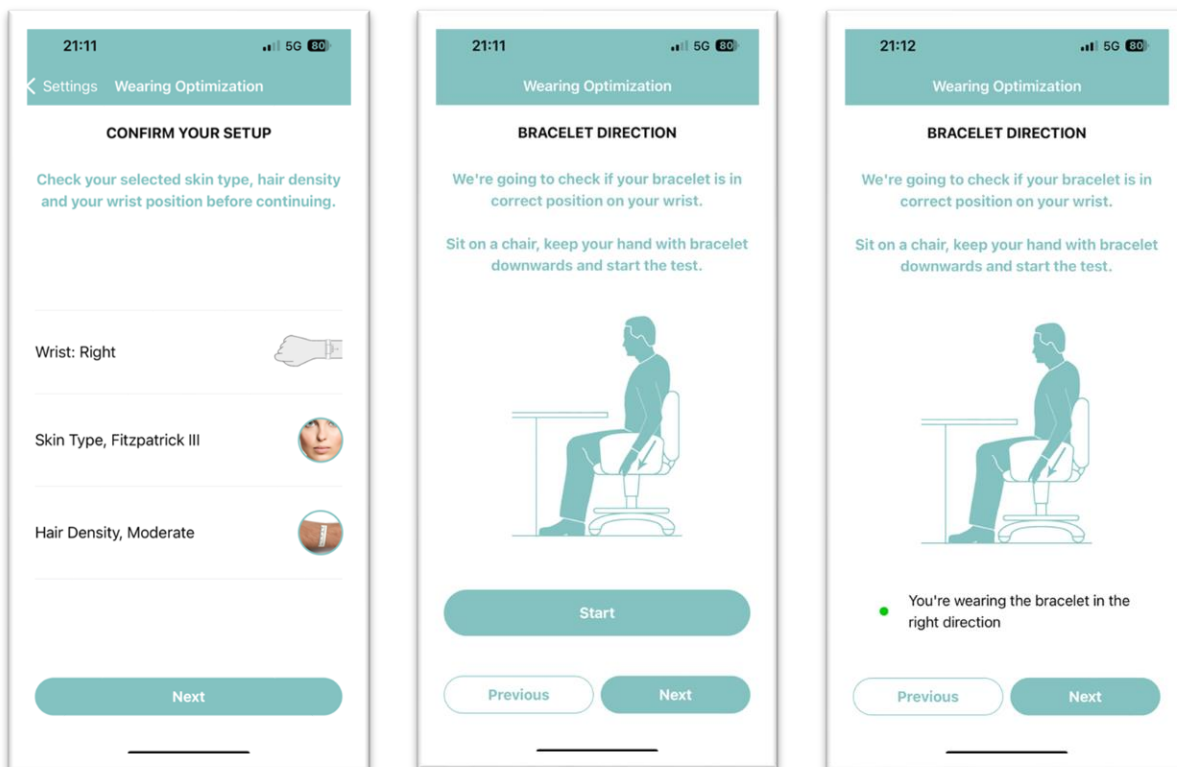 21:11
5G 80
Settings Wearing Optimization
CONFIRM YOUR SETUP
Check your selected skin type, hair density
and your wrist position before continuing.
Wrist: Right
Skin Type, Fitzpatrick III
Hair Density, Moderate
Next
21:11
5G 80
Wearing Optimization
BRACELET DIRECTION
We're going to check if your bracelet is in
correct position on your wrist.
Sit on a chair, keep your hand with bracelet
downwards and start the test.
Start
Previous
Next
21:12
5G 80
Wearing Optimization
BRACELET DIRECTION
We're going to check if your bracelet is in
correct position on your wrist.
Sit on a chair, keep your hand with bracelet
downwards and start the test.
You're wearing the bracelet in the
right direction
Previous
Next